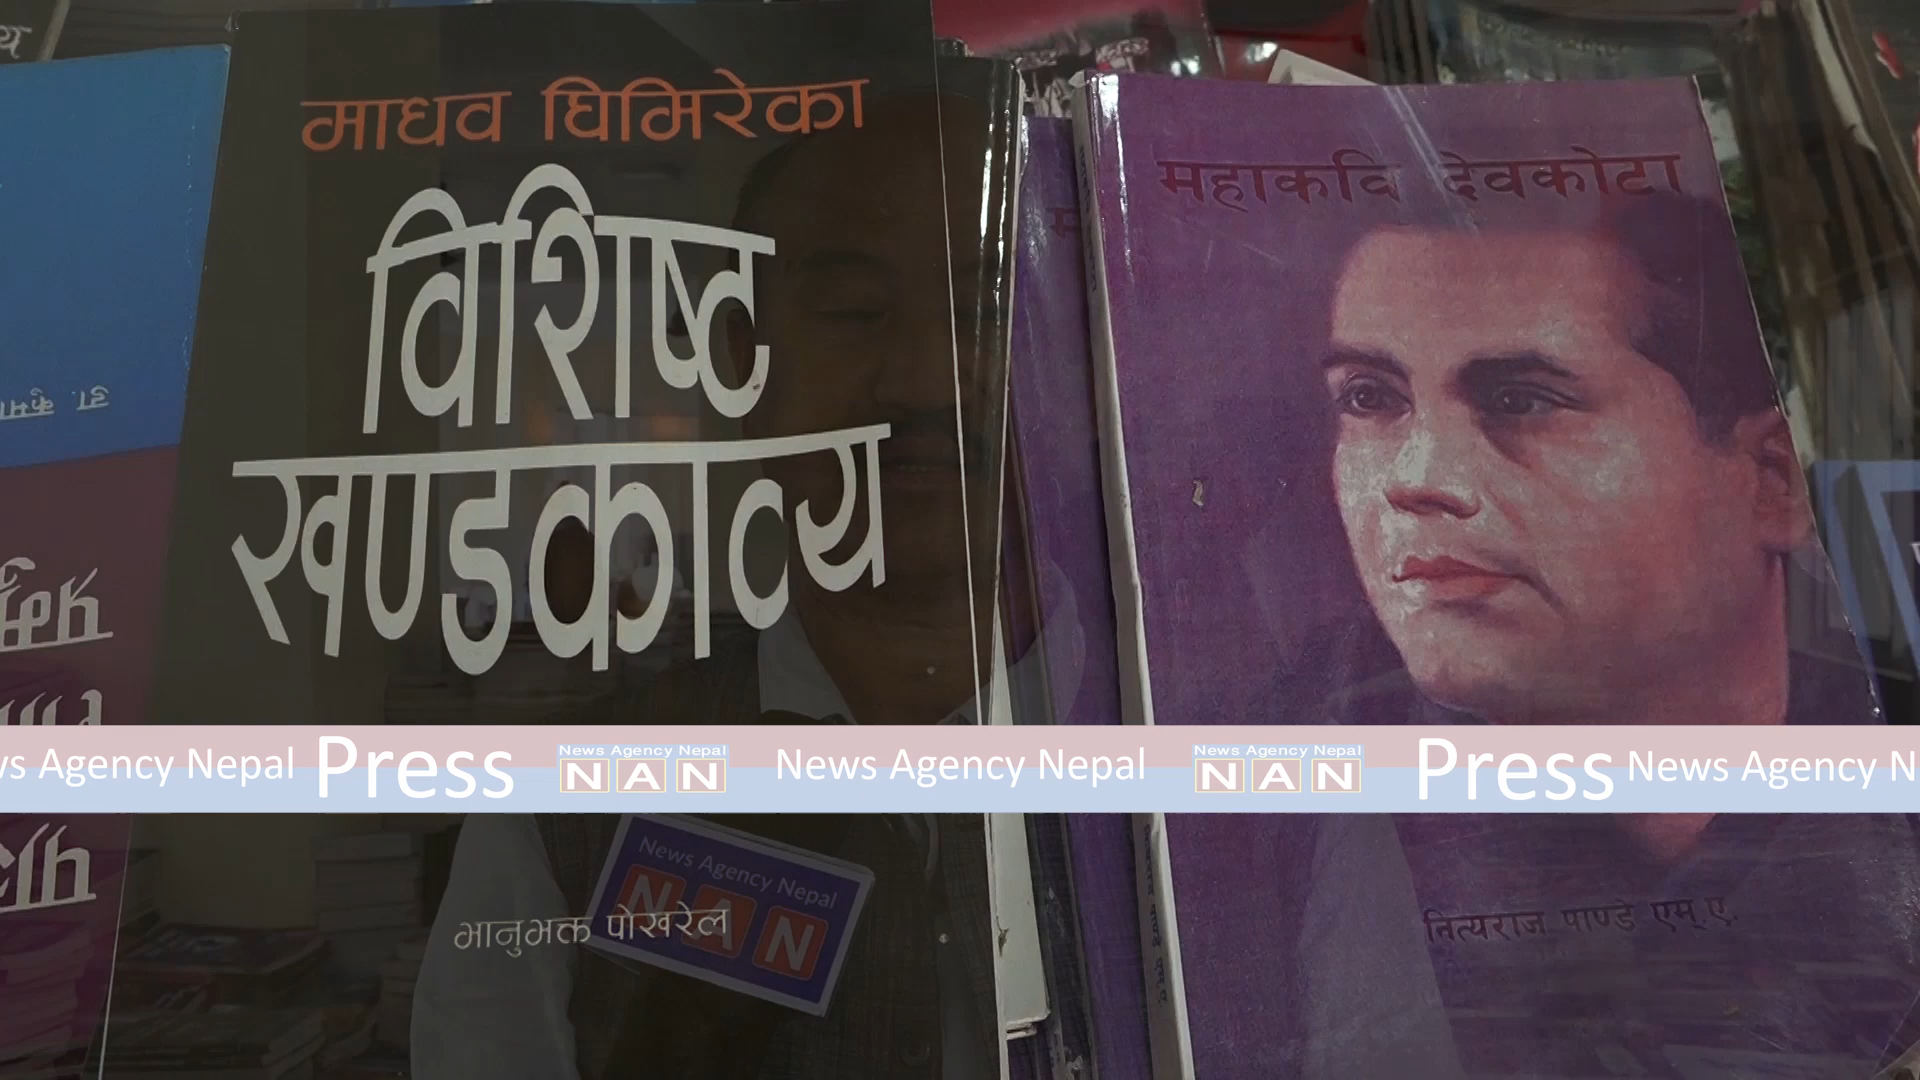 माधव घिमिरेका
विशिष्ट
खण्डकाव्य
भानुभक्त पोखरेल
महाकवि देवकोटा
नित्यराज पाण्डे एम्.ए.
डा.
Agency Nepal Press News Agency Nepal NAN News Agency Nepal News Agency Nepal NAN Press News Agency
News Agency Nepal
NAN